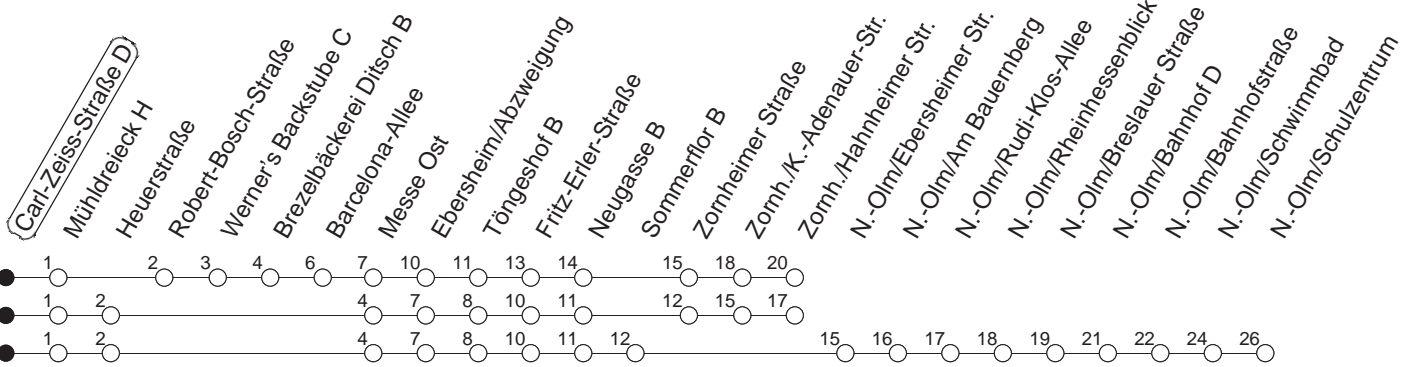 Carl-Zeiss-Straße D
Mühldreieck H
Heuerstraße
Robert-Bosch-Straße
Werner's Backstube C
Brezelbäckerei Ditsch B
Barcelona-Allee
Messe Ost
Ebersheim/Abzweigung
Töngeshof B
Fritz-Erler-Straße
Neugasse B
Sommerflor B
Zornheimer Straße
Zornh./K.-Adenauer-Str.
Zornh./Hahnheimer Str.
N.-Olm/Ebersheimer Str.
N.-Olm/Am Bauernberg
N.-Olm/Rudi-Klos-Allee
N.-Olm/Rheinhessenblick
N.-Olm/Breslauer Straße
N.-Olm/Bahnhof D
N.-Olm/Bahnhofstraße
N.-Olm/Schwimmbad
N.-Olm/Schulzentrum
1 2 3 4 6 7 10 11 13 14 15 18 20
1 2 4 7 8 10 11 12 15 17
1 2 4 7 8 10 11 12 15 16 17 18 19 21 22 24 26